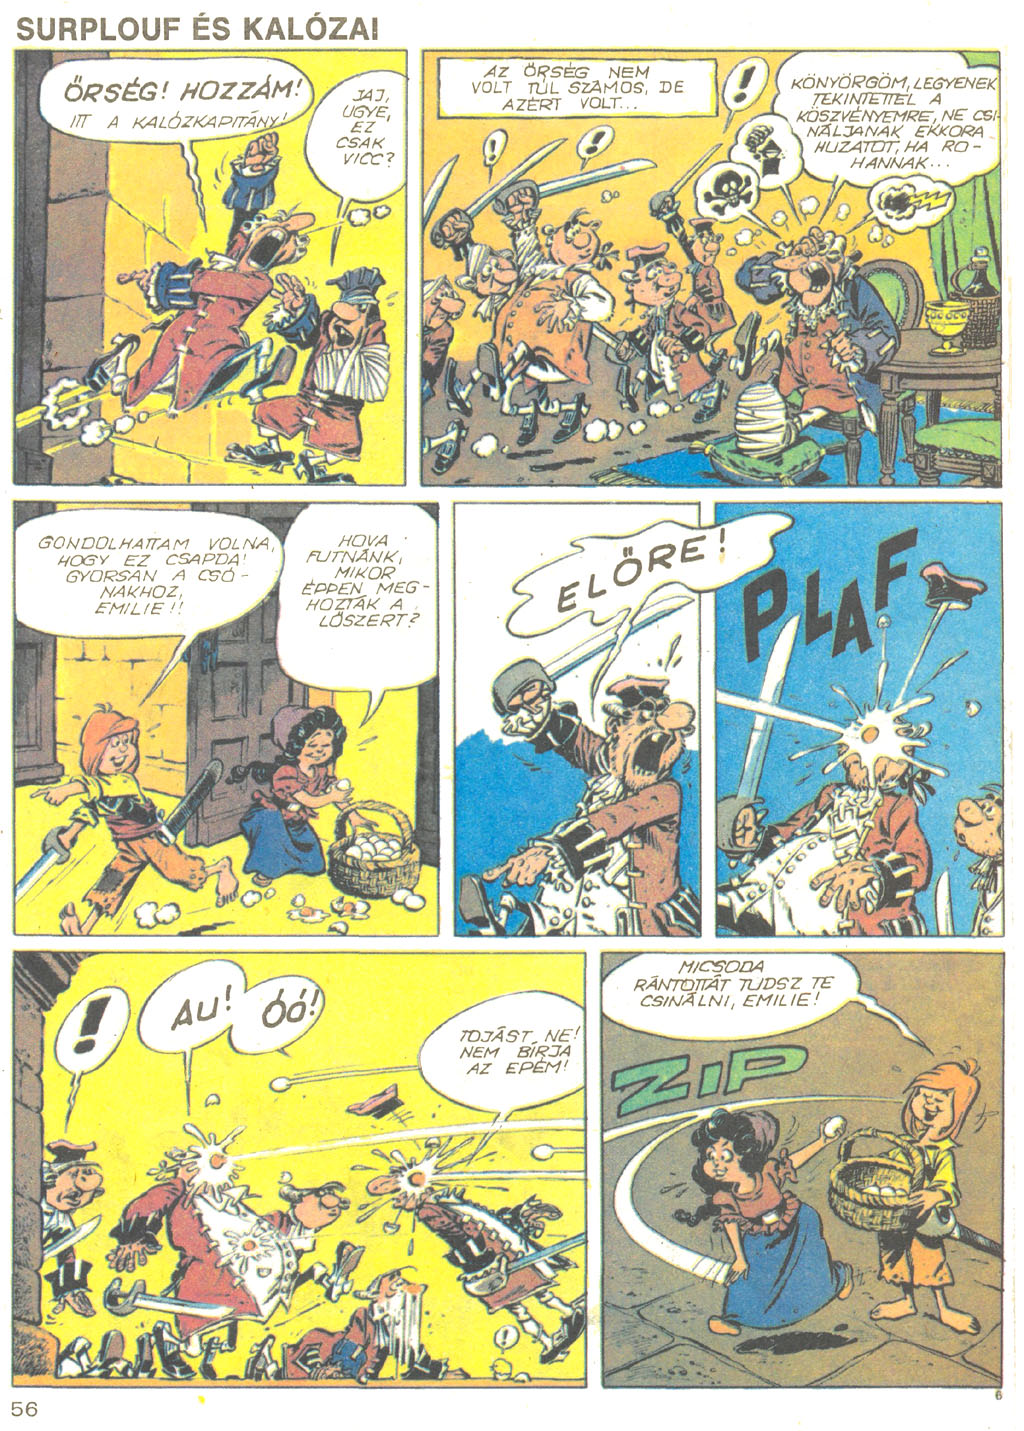 SURPLOUF ÉS KALÓZAI
ŐRSÉG! HOZZÁM!
ITT A KALÓZKAPITÁNY!
JAJ,
UGYE,
EZ
CSAK
VICC?
AZ ŐRSÉG NEM
VOLT TÚL SZÁMOS, DE
AZÉRT VOLT...
!
!
!
KÖNYÖRGÖM, LEGYENEK
TEKINTETTEL A
KÖSZVÉNYEMRE, NE CSI-
NÁLJANAK EKKORA
HUZATOT, HA RO-
HANNAK...
GONDOLHATTAM VOLNA,
HOGY EZ CSAPDA!
GYORSAN A CSÓ-
NAKHOZ,
EMILIE!!
HOVA
FUTNÁNK,
MIKOR
ÉPPEN MEG-
HOZTÁK A
LŐSZERT?
ELŐRE!
PLAF
!
AU!
ÓÓ!
TOJÁST NE!
NEM BÍRJA
AZ EPÉM!
!
MICSODA
RÁNTOTTÁT TUDSZ TE
CSINÁLNI, EMILIE!
ZIP
6
56